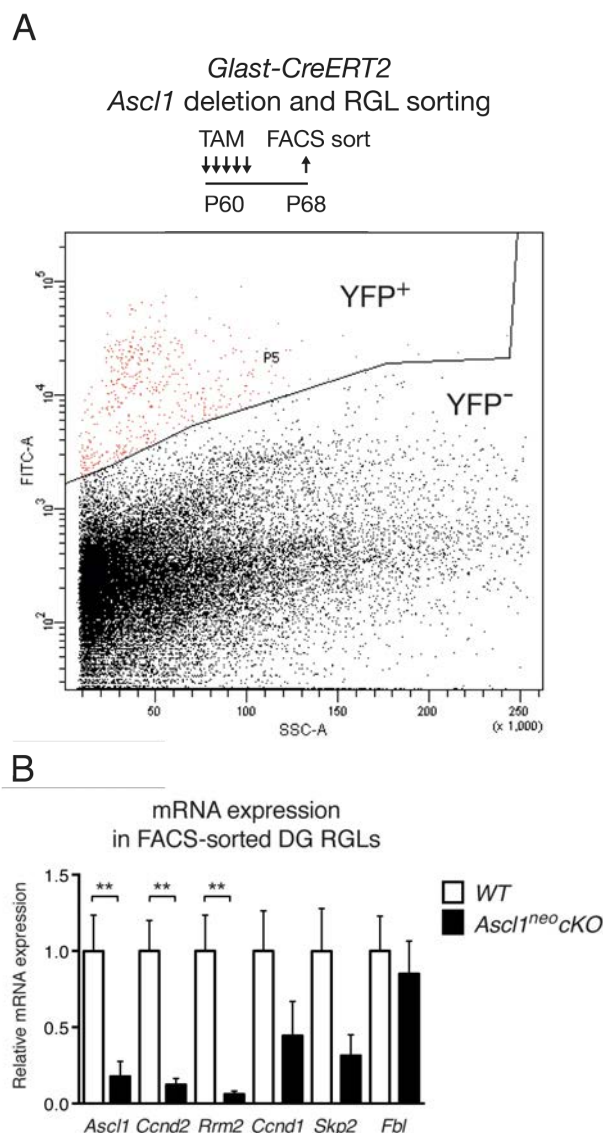 A
Glast-CreERT2
Ascl1 deletion and RGL sorting
TAM FACS sort
P60 P68
YFP+
P5
YFP-
FITC-A
10^5
10^4
10^3
10^2
50 100 150 200 250
SSC-A
(x 1,000)
B
mRNA expression
in FACS-sorted DG RGLs
Relative mRNA expression
1.5
1.0
0.5
0.0
** ** **
WT
Ascl1^neo cKO
Ascl1 Ccnd2 Rrm2 Ccnd1 Skp2 Fbl